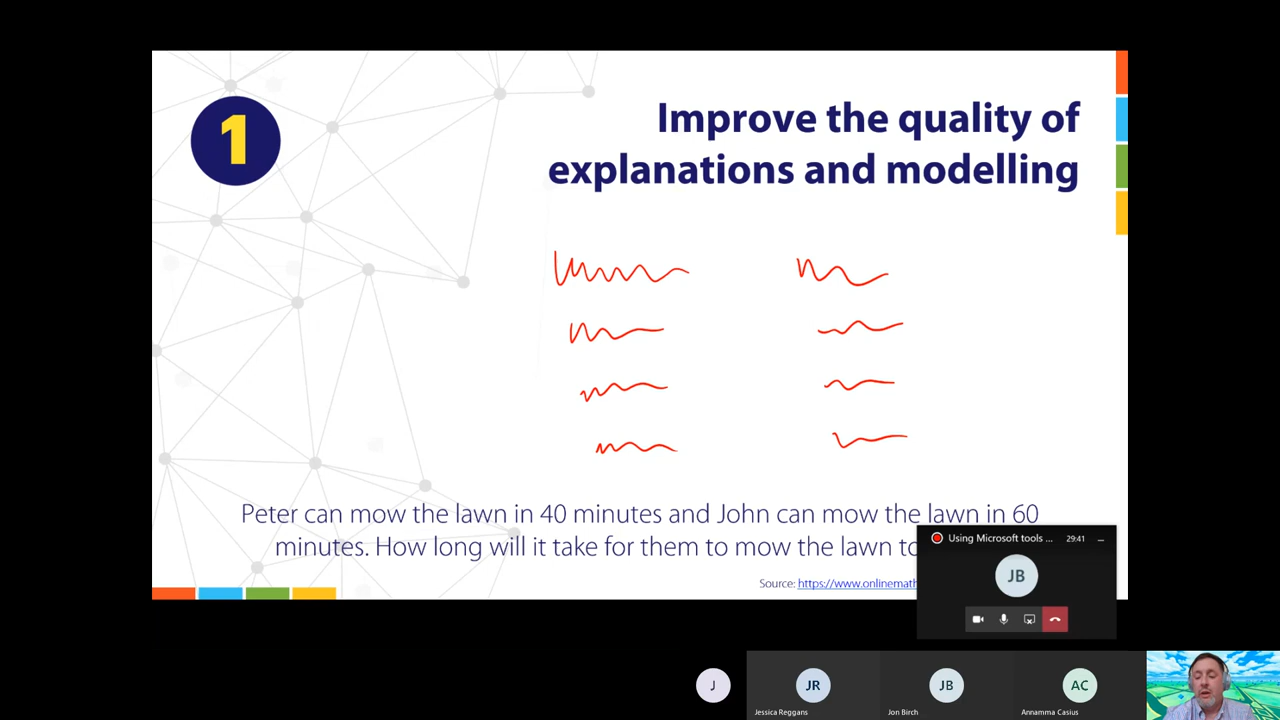 1
Improve the quality of
explanations and modelling
Peter can mow the lawn in 40 minutes and John can mow the lawn in 60
minutes. How long will it take for them to mow the lawn
Source: https://www.onlinemath
Using Microsoft tools ... 29:41
JB
J
JR
JB
AC
Jessica Reggans
Jon Birch
Annamma Casius